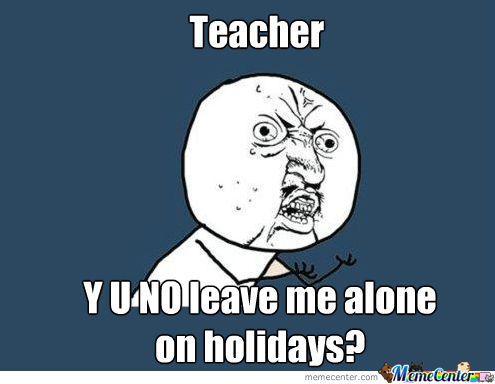 Teacher
Y U NO leave me alone
on holidays?
memecenter.com MemeCenter